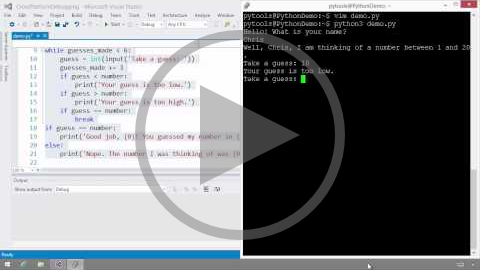 CrossPlatformDebugging - Microsoft Visual Studio
FILE EDIT VIEW PROJECT DEBUG TEAM TOOLS TEST ARCHITECTURE ANALYZE WINDOW
demo.py
9 while guesses_made < 6:
10 guess = int(input('Take a guess: '))
11 guesses_made += 1
12 if guess < number:
13 print('Your guess is too low.')
14 if guess > number:
15 print('Your guess is too high.')
16 if guess == number:
17 break
18 if guess == number:
19 print('Good job, {0}! You guessed my number in {
20 else:
21 print('Nope. The number I was thinking of was {0
22
Output
Show output from: Debug
Ready
pytools@PythonDemo: ~
pytools@PythonDemo:~$ vim demo.py
pytools@PythonDemo:~$ python3 demo.py
Hello! What is your name?
Chris
Well, Chris, I am thinking of a number between 1 and 20
.
Take a guess: 10
Your guess is too low.
Take a guess: